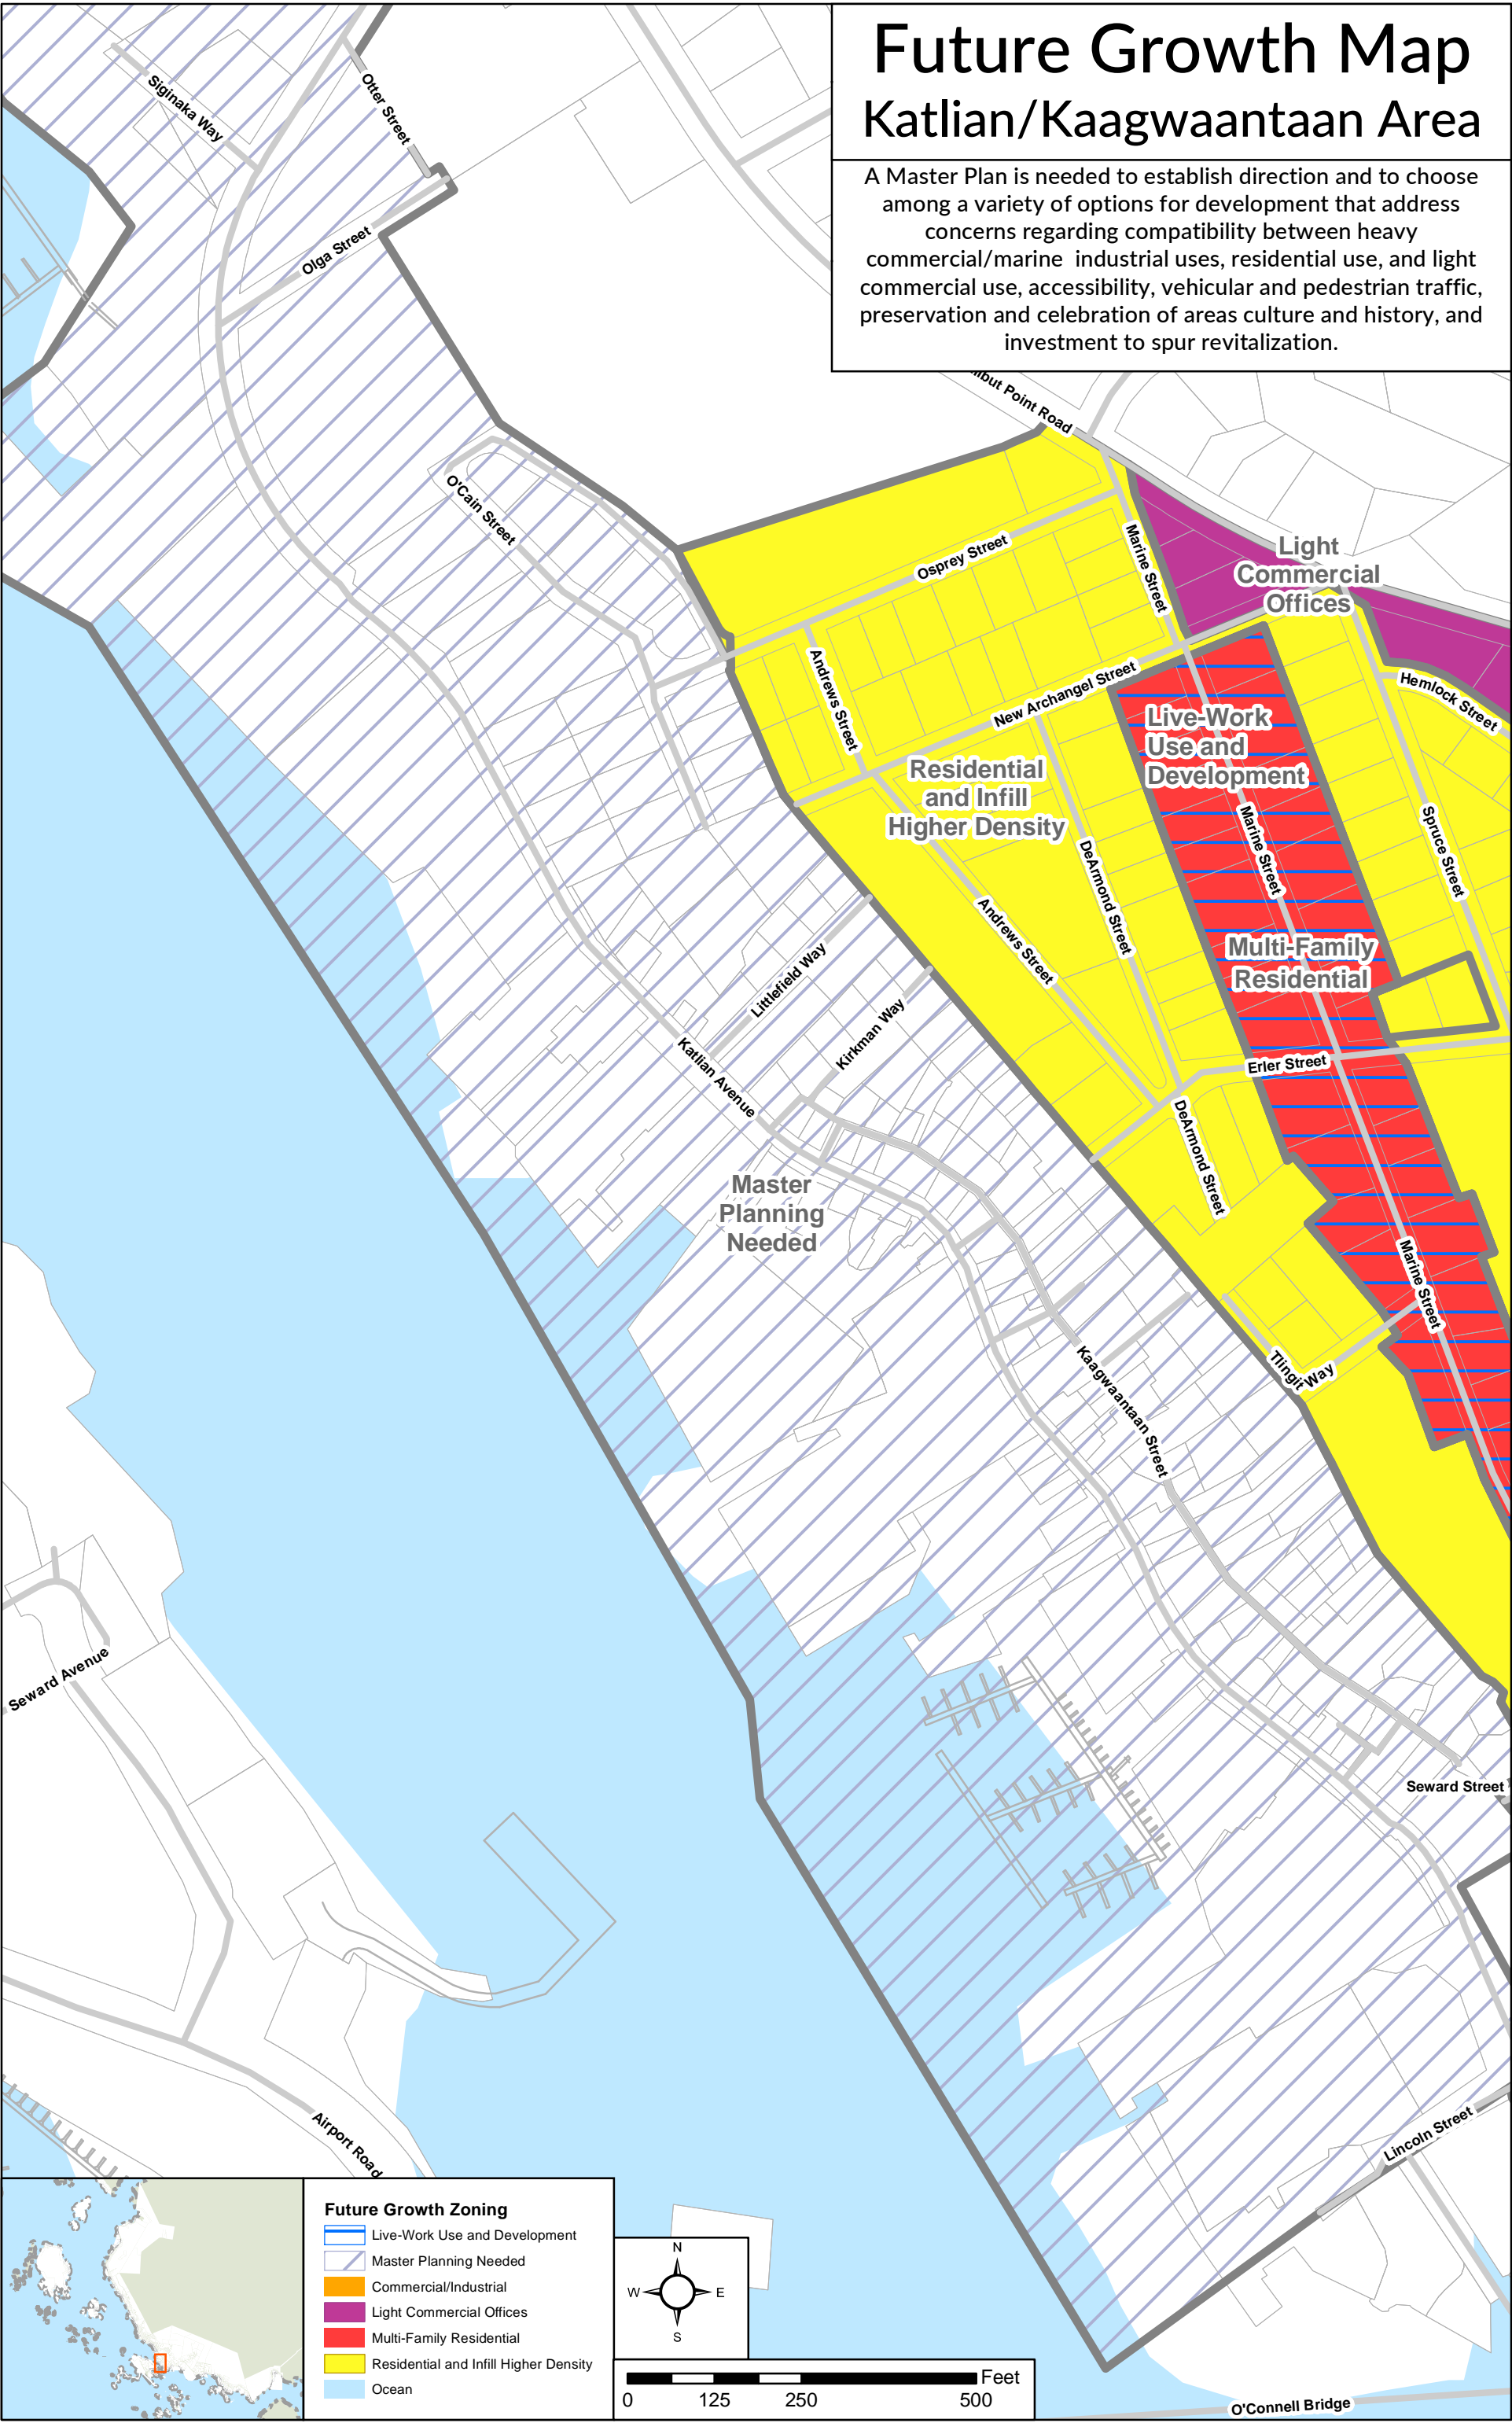 Future Growth Map
Katlian/Kaagwaantaan Area
A Master Plan is needed to establish direction and to choose
among a variety of options for development that address
concerns regarding compatibility between heavy
commercial/marine  industrial uses, residential use, and light
commercial use, accessibility, vehicular and pedestrian traffic,
preservation and celebration of areas culture and history, and
investment to spur revitalization.
Siginaka Way
Otter Street
Olga Street
Point Road
O'Cain Street
Osprey Street
Marine Street
Light
Commercial
Offices
Andrews Street
New Archangel Street
Hemlock Street
Live-Work
Use and
Development
Residential
and Infill
Higher Density
Marine Street
Spruce Street
DeArmond Street
Andrews Street
Multi-Family
Residential
Littlefield Way
Kirkman Way
Katlian Avenue
Erler Street
DeArmond Street
Master
Planning
Needed
Marine Street
Tlingit Way
Kaagwaantaan Street
Seward Avenue
Seward Street
Airport Road
Lincoln Street
Future Growth Zoning
Live-Work Use and Development
Master Planning Needed
Commercial/Industrial
Light Commercial Offices
Multi-Family Residential
Residential and Infill Higher Density
Ocean
N
W
E
S
Feet
0
125
250
500
O'Connell Bridge